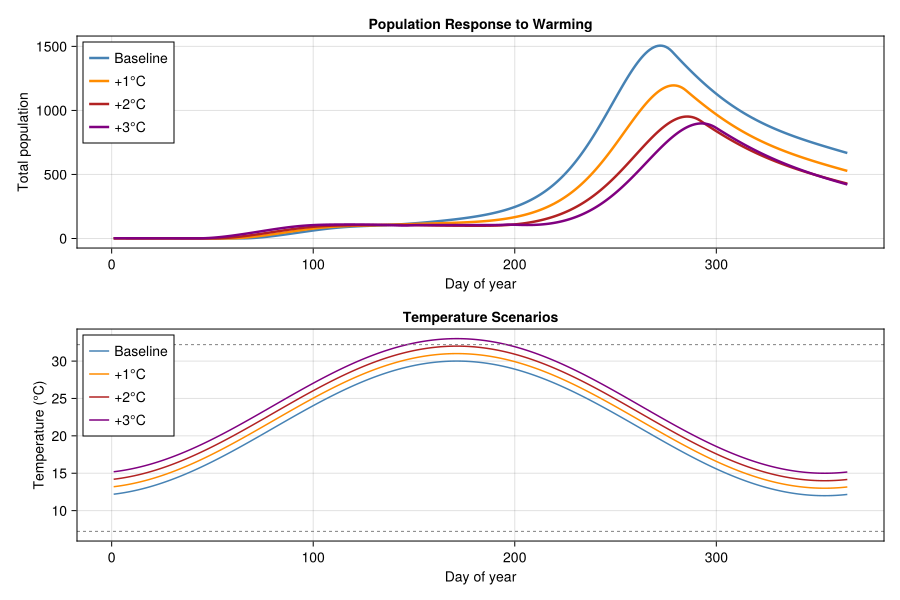 Population Response to Warming
Total population
1500
1000
500
0
Baseline
+1°C
+2°C
+3°C
0
100
200
300
Day of year
Temperature Scenarios
Temperature (°C)
30
25
20
15
10
Baseline
+1°C
+2°C
+3°C
0
100
200
300
Day of year